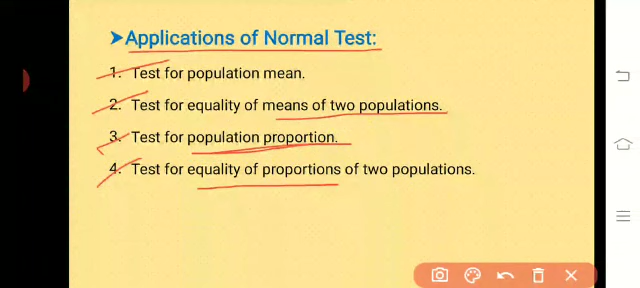 ➤Applications of Normal Test:
1. Test for population mean.
2. Test for equality of means of two populations.
3. Test for population proportion.
4. Test for equality of proportions of two populations.